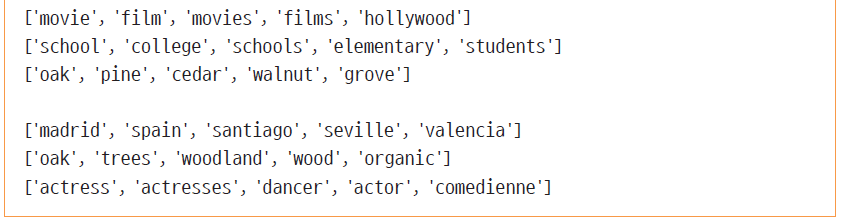 ['movie', 'film', 'movies', 'films', 'hollywood']
['school', 'college', 'schools', 'elementary', 'students']
['oak', 'pine', 'cedar', 'walnut', 'grove']
['madrid', 'spain', 'santiago', 'seville', 'valencia']
['oak', 'trees', 'woodland', 'wood', 'organic']
['actress', 'actresses', 'dancer', 'actor', 'comedienne']